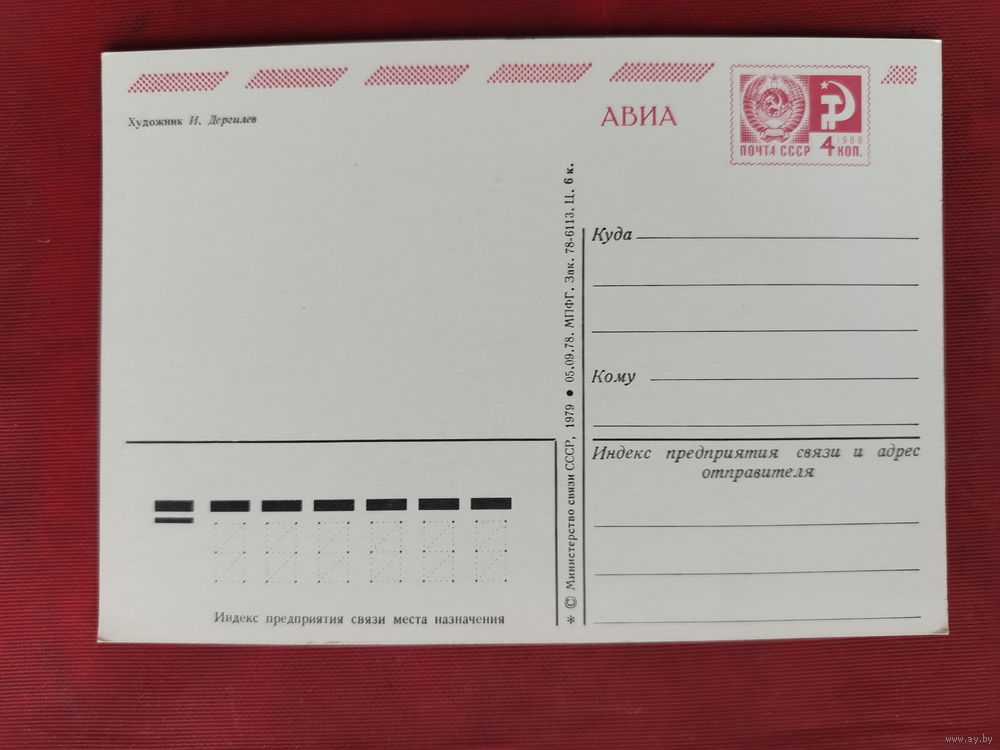 Художник И. Дергилев
АВИА
ПОЧТА СССР
1966
4 КОП.
Куда
Кому
Индекс предприятия связи и адрес
отправителя
* © Министерство связи СССР, 1979 ● 05.09.78. МПФГ. Зак. 78-6113. Ц. 6 к.
Индекс предприятия связи места назначения
www.ay.by